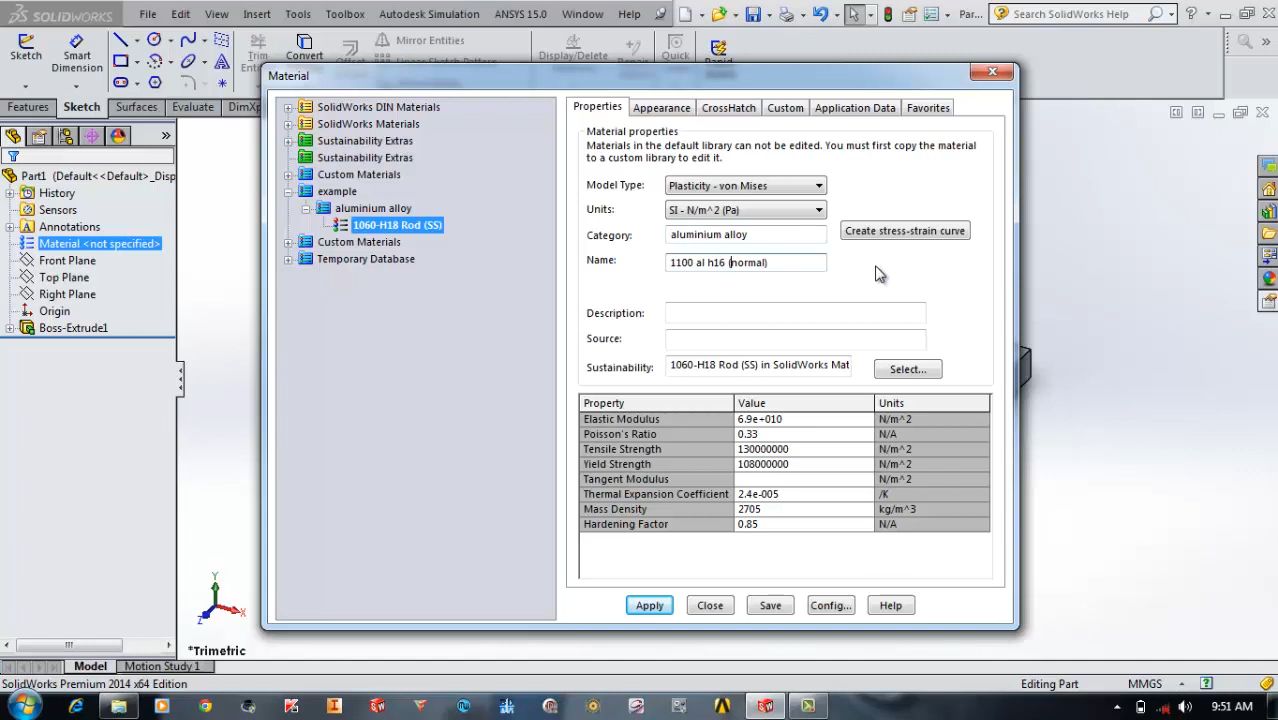 SOLIDWORKS File Edit View Insert Tools Toolbox Autodesk Simulation ANSYS 15.0 Window Help Par... Search SolidWorks Help
Sketch Smart Dimension Convert Mirror Entities Display/Delete Quick
Features Sketch Surfaces Evaluate DimXp
Part1 (Default<<Default>_Disp
History
Sensors
Annotations
Material <not specified>
Front Plane
Top Plane
Right Plane
Origin
Boss-Extrude1
Material
SolidWorks DIN Materials
SolidWorks Materials
Sustainability Extras
Sustainability Extras
Custom Materials
example
aluminium alloy
1060-H18 Rod (SS)
Custom Materials
Temporary Database
Properties Appearance CrossHatch Custom Application Data Favorites
Material properties
Materials in the default library can not be edited. You must first copy the material
to a custom library to edit it.
Model Type: Plasticity - von Mises
Units: SI - N/m^2 (Pa)
Category: aluminium alloy Create stress-strain curve
Name: 1100 al h16 (normal)
Description:
Source:
Sustainability: 1060-H18 Rod (SS) in SolidWorks Mat Select...
Property Value Units
Elastic Modulus 6.9e+010 N/m^2
Poisson's Ratio 0.33 N/A
Tensile Strength 130000000 N/m^2
Yield Strength 108000000 N/m^2
Tangent Modulus N/m^2
Thermal Expansion Coefficient 2.4e-005 /K
Mass Density 2705 kg/m^3
Hardening Factor 0.85 N/A
Apply Close Save Config... Help
Y
X
Z
*Trimetric
Model Motion Study 1
SolidWorks Premium 2014 x64 Edition Editing Part MMGS
9:51 AM